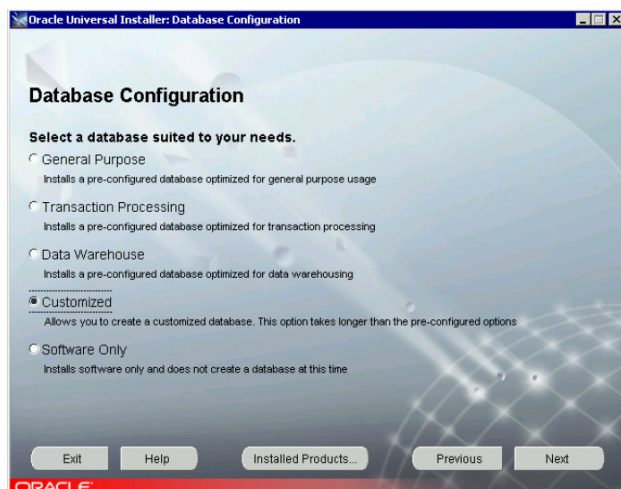 Oracle Universal Installer: Database Configuration
Database Configuration
Select a database suited to your needs.
General Purpose
Installs a pre-configured database optimized for general purpose usage
Transaction Processing
Installs a pre-configured database optimized for transaction processing
Data Warehouse
Installs a pre-configured database optimized for data warehousing
Customized
Allows you to create a customized database. This option takes longer than the pre-configured options
Software Only
Installs software only and does not create a database at this time
Exit Help Installed Products... Previous Next
ORACLE